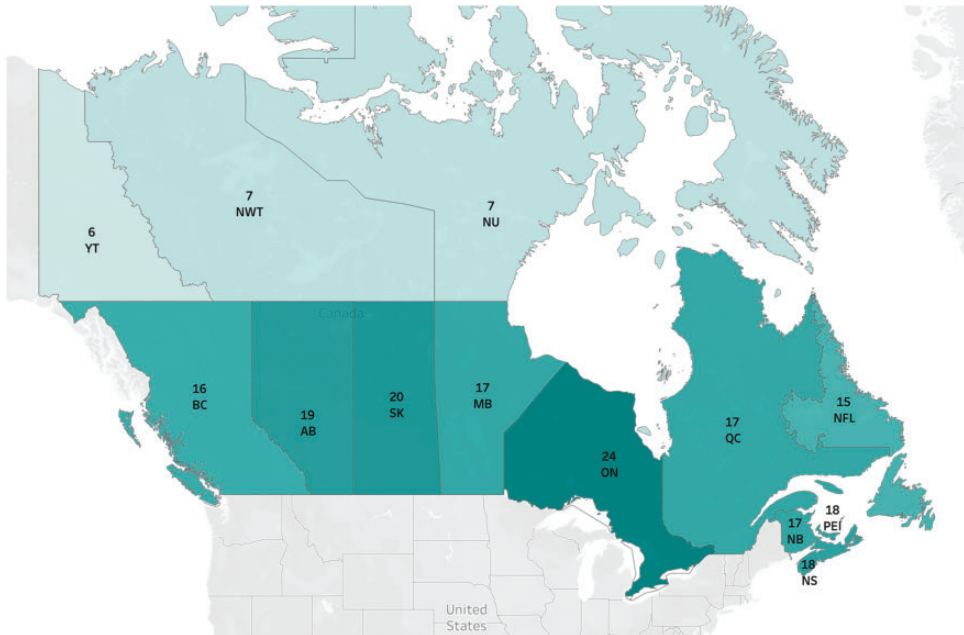 7
NWT
7
NU
6
YT
Canada
16
BC
19
AB
20
SK
17
MB
24
ON
17
QC
15
NFL
18
PEI
17
NB
18
NS
United
States